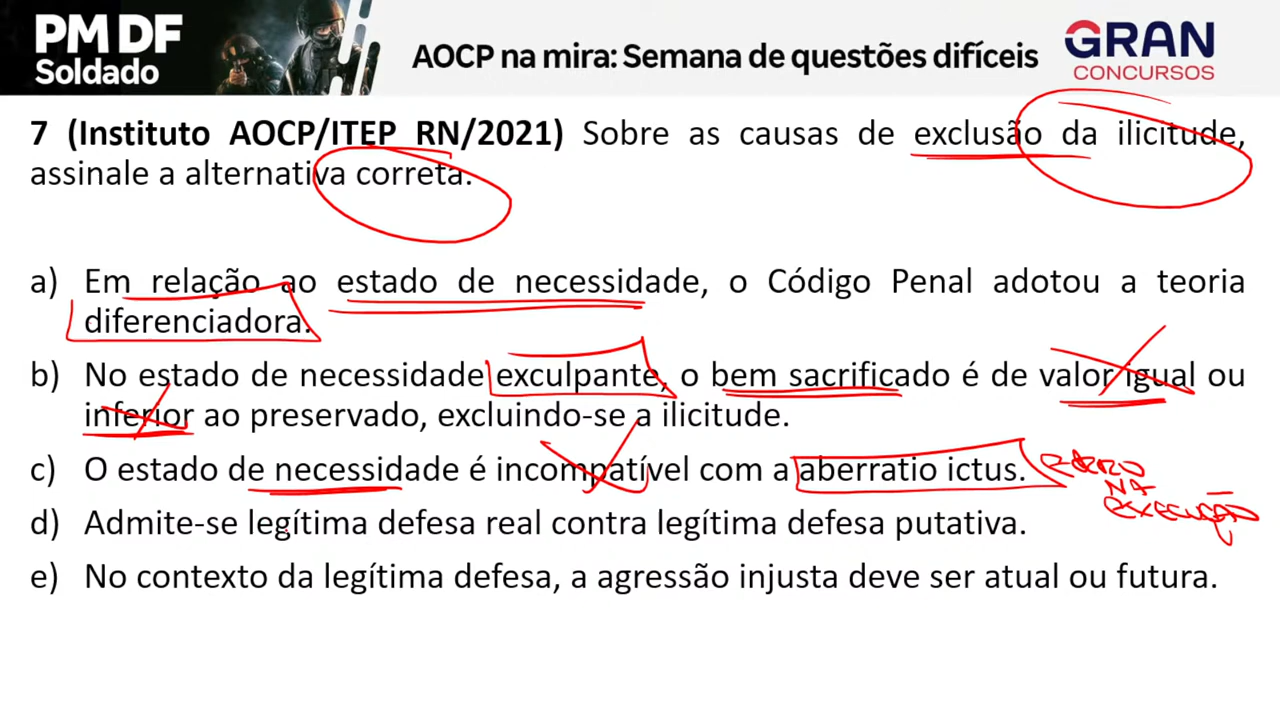 PM DF
Soldado
AOCP na mira: Semana de questões difíceis
GRAN
CONCURSOS
7 (Instituto AOCP/ITEP RN/2021) Sobre as causas de exclusão da ilicitude,
assinale a alternativa correta.
a) Em relação ao estado de necessidade, o Código Penal adotou a teoria
diferenciadora.
b) No estado de necessidade exculpante, o bem sacrificado é de valor igual ou
inferior ao preservado, excluindo-se a ilicitude.
c) O estado de necessidade é incompatível com a aberratio ictus.
ERRO
NA
EXECUÇÃO
d) Admite-se legítima defesa real contra legítima defesa putativa.
e) No contexto da legítima defesa, a agressão injusta deve ser atual ou futura.